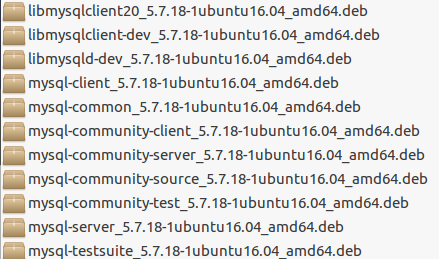 libmysqlclient20_5.7.18-1ubuntu16.04_amd64.deb
libmysqlclient-dev_5.7.18-1ubuntu16.04_amd64.deb
libmysqld-dev_5.7.18-1ubuntu16.04_amd64.deb
mysql-client_5.7.18-1ubuntu16.04_amd64.deb
mysql-common_5.7.18-1ubuntu16.04_amd64.deb
mysql-community-client_5.7.18-1ubuntu16.04_amd64.deb
mysql-community-server_5.7.18-1ubuntu16.04_amd64.deb
mysql-community-source_5.7.18-1ubuntu16.04_amd64.deb
mysql-community-test_5.7.18-1ubuntu16.04_amd64.deb
mysql-server_5.7.18-1ubuntu16.04_amd64.deb
mysql-testsuite_5.7.18-1ubuntu16.04_amd64.deb